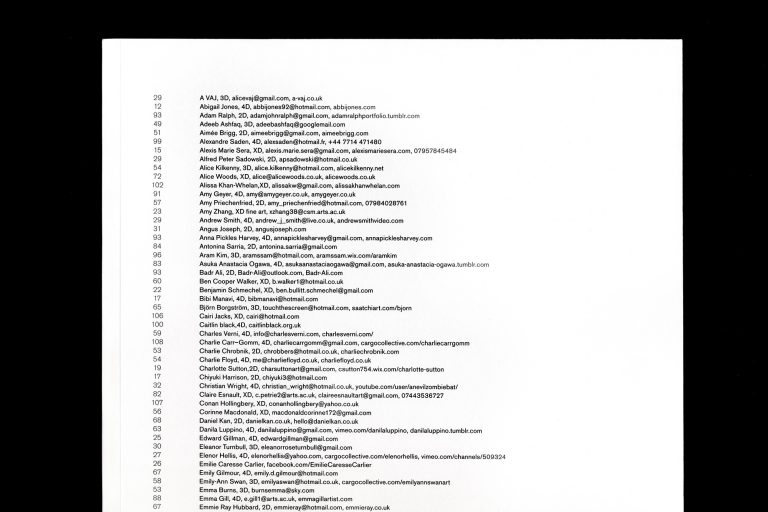 29 A VAJ, 3D, alicevaj@gmail.com, a-vaj.co.uk
12 Abigail Jones, 4D, abbijones92@hotmail.com, abbijones.com
93 Adam Ralph, 2D, adamjohnralph@gmail.com, adamralphportfolio.tumblr.com
49 Adeeb Ashfaq, 3D, adeebashfaq@googlemail.com
51 Aimée Brigg, 2D, aimeebrigg@gmail.com, aimeebrigg.com
99 Alexandre Saden, 4D, alexsaden@hotmail.fr, +44 7714 471480
15 Alexis Marie Sera, XD, alexis.marie.sera@gmail.com, alexismariesera.com, 07957845484
29 Alfred Peter Sadowski, 2D, apsadowski@hotmail.co.uk
54 Alice Kilkenny, 3D, alice.kilkenny@hotmail.com, alicekilkenny.net
72 Alice Woods, XD, alice@alicewoods.co.uk, alicewoods.co.uk
102 Alissa Khan-Whelan,XD, alissakw@gmail.com, alissakhanwhelan.com
91 Amy Geyer, 4D, amy@amygeyer.co.uk, amygeyer.co.uk
57 Amy Priechenfried, 2D, amy_priechenfried@hotmail.com, 07984028761
23 Amy Zhang, XD fine art, xzhang38@csm.arts.ac.uk
29 Andrew Smith, 4D, andrew_j_smith@live.co.uk, andrewsmithvideo.com
31 Angus Joseph, 2D, angusjoseph.com
93 Anna Pickles Harvey, 4D, annapicklesharvey@gmail.com, annapicklesharvey.com
84 Antonina Sarria, 2D, antonina.sarria@gmail.com
96 Aram Kim, 3D, aramssam@hotmail.com, aramssam.wix.com/aramkim
83 Asuka Anastacia Ogawa, 4D, asukaanastaciaogawa@gmail.com, asuka-anastacia-ogawa.tumblr.com
93 Badr Ali, 2D, Badr-Ali@outlook.com, Badr-Ali.com
60 Ben Cooper Walker, XD, b.walker1@hotmail.co.uk
22 Benjamin Schmechel, XD, ben.bullitt.schmechel@gmail.com
17 Bibi Manavi, 4D, bibmanavi@hotmail.com
65 Björn Borgström, 3D, touchthescreen@hotmail.com, saatchiart.com/bjorn
106 Cairi Jacks, XD, cairi@hotmail.com
100 Caitlin black,4D, caitlinblack.org.uk
59 Charles Verni, 4D, info@charlesverni.com, charlesverni.com/
108 Charlie Carr–Gomm, 4D, charliecarrgomm@gmail.com, cargocollective.com/charliecarrgomm
53 Charlie Chrobnik, 2D, chrobbers@hotmail.co.uk, charliechrobnik.com
54 Charlie Floyd, 4D, me@charliefloyd.co.uk, charliefloyd.co.uk
19 Charlotte Sutton,2D, charsuttonart@gmail.com, csutton754.wix.com/charlotte-sutton
17 Chiyuki Harrison, 2D, chiyuki3@hotmail.com
32 Christian Wright, 4D, christian_wright@hotmail.co.uk, youtube.com/user/anevilzombiebat/
82 Claire Esnault, XD, c.petrie2@arts.ac.uk, claireesnaultart@gmail.com, 07443536727
107 Conan Hollingbery, XD, conanhollingbery@yahoo.co.uk
56 Corinne Macdonald, XD, macdonaldcorinne172@gmail.com
68 Daniel Kan, 2D, danielkan.co.uk, hello@danielkan.co.uk
63 Danila Luppino, 4D, danilaluppino@gmail.com, vimeo.com/danilaluppino, danilaluppino.tumblr.com
25 Edward Gillman, 4D, edwardgillman@gmail.com
30 Eleanor Turnbull, 3D, eleanorroseturnbull@gmail.com
27 Elenor Hellis, 4D, elenorhellis@yahoo.com, cargocollective.com/elenorhellis, vimeo.com/channels/509324
26 Emilie Caresse Carlier, facebook.com/EmilieCaresseCarlier
67 Emily Gilmour, 4D, emily.d.gilmour@hotmail.com
58 Emily-Ann Swan, 3D, emilyaswan@hotmail.co.uk, cargocollective.com/emilyannswanart
53 Emma Burns, 3D, burnsemma@sky.com
88 Emma Gill, 4D, e.gill1@arts.ac.uk, emmagillartist.com
67 Emmie Ray Hubbard, 2D, emmieray@hotmail.com, emmieray.co.uk